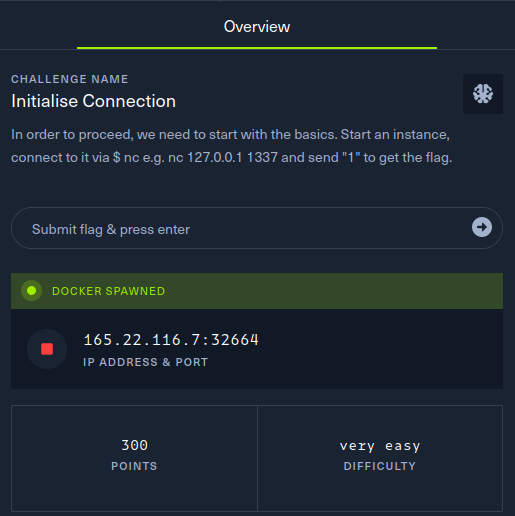 Overview
CHALLENGE NAME
Initialise Connection
In order to proceed, we need to start with the basics. Start an instance,
connect to it via $ nc e.g. nc 127.0.0.1 1337 and send "1" to get the flag.
Submit flag & press enter
DOCKER SPAWNED
165.22.116.7:32664
IP ADDRESS & PORT
300
POINTS
very easy
DIFFICULTY